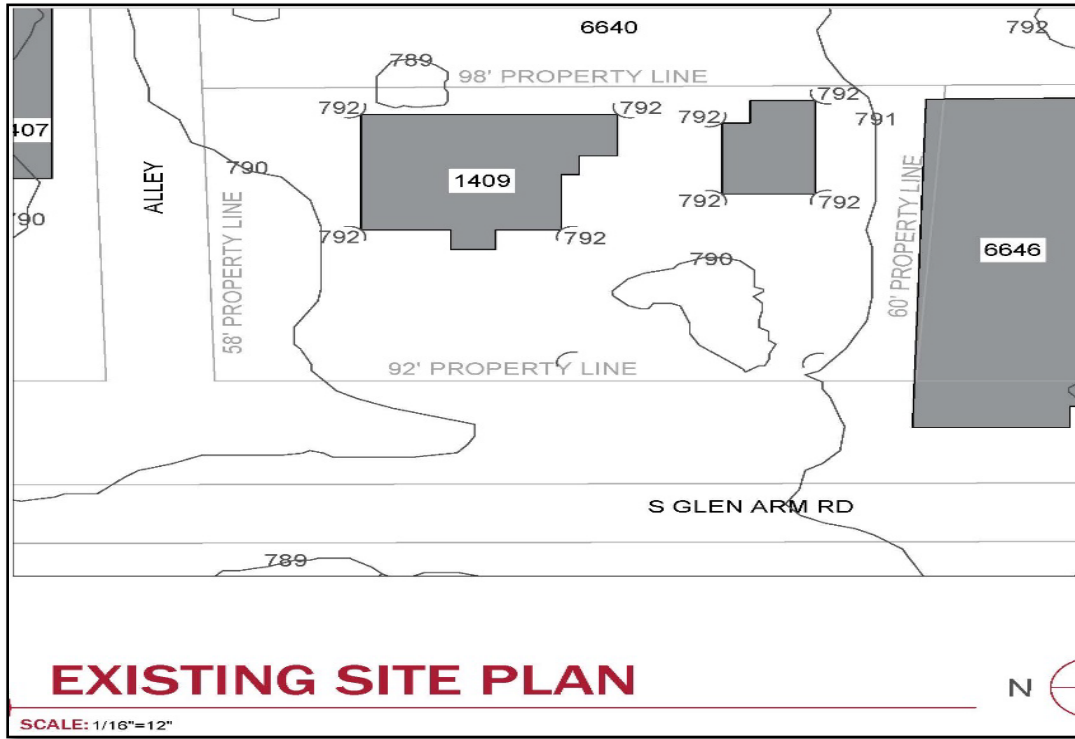 6640
792
789
98' PROPERTY LINE
792
792
792
792
791
407
790
ALLEY
1409
792
792
58' PROPERTY LINE
60' PROPERTY LINE
790
792
792
790
6646
92' PROPERTY LINE
S GLEN ARM RD
789
EXISTING SITE PLAN
N
SCALE: 1/16"=12"